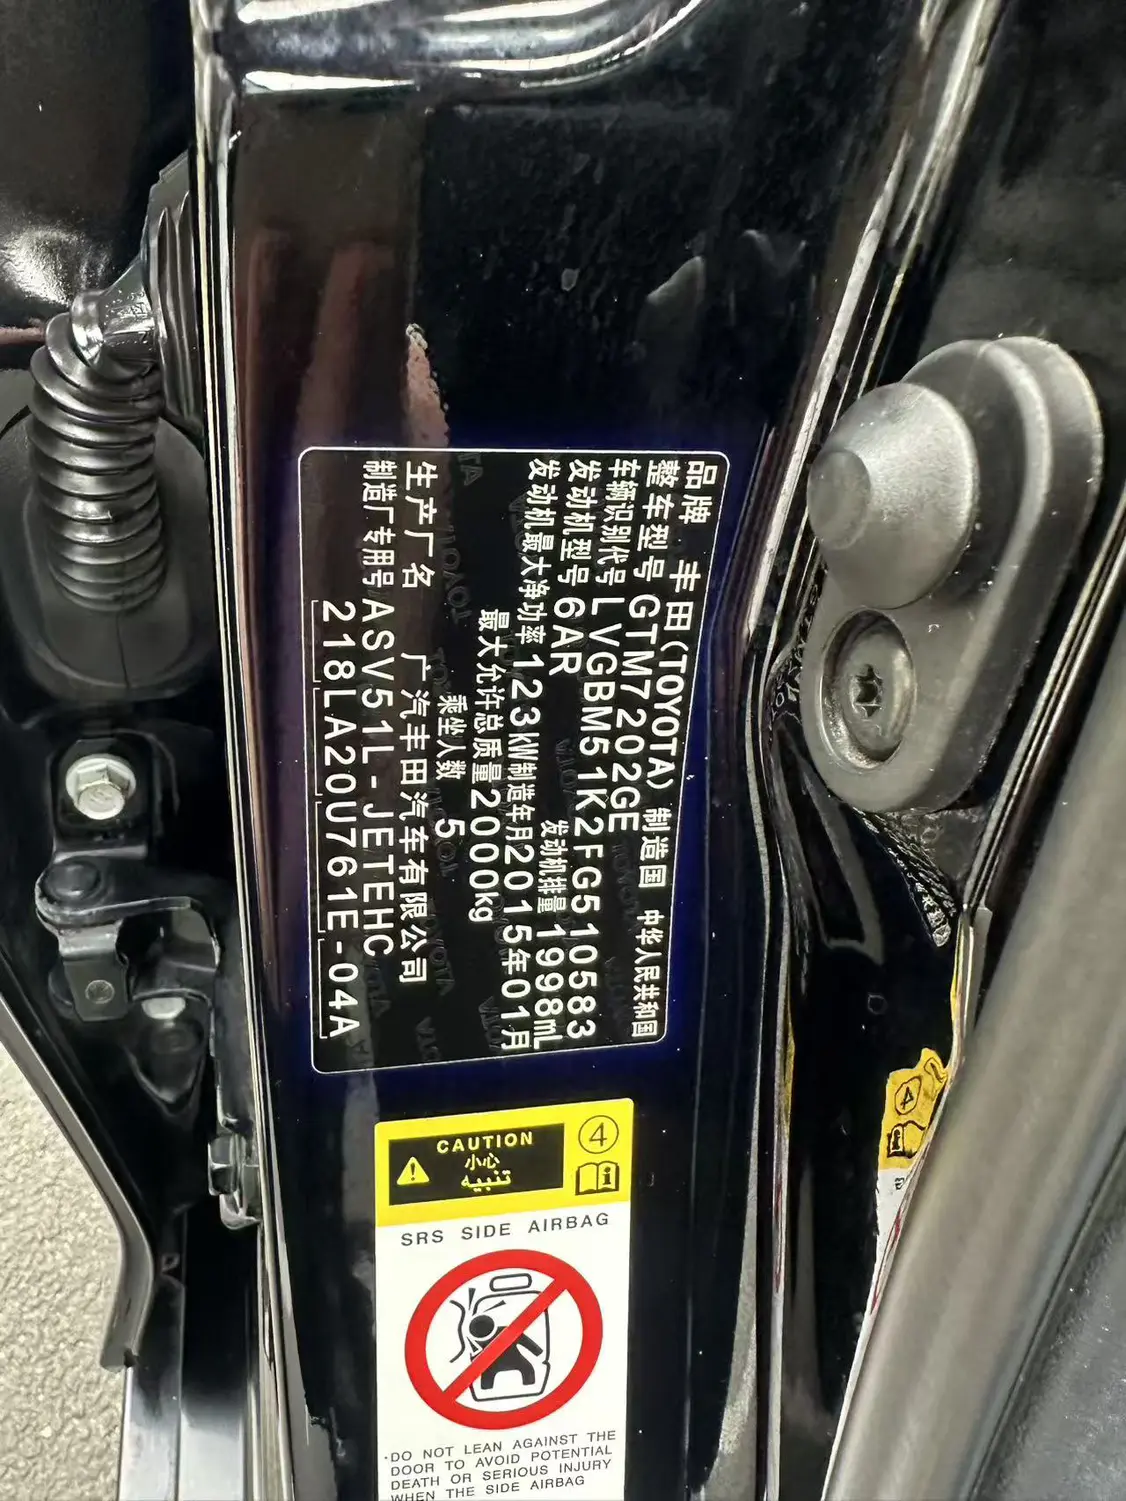 品牌 丰田(TOYOTA) 制造国 中华人民共和国
整车型号 GTM7202GE
车辆识别代号 LVGBM51K2FG510583
发动机型号 6AR 发动机排量 1998mL
发动机最大净功率 123kW 制造年月 2015年01月
最大允许总质量 2000kg
乘坐人数 5
生产厂名 广汽丰田汽车有限公司
制造厂专用号 ASV51L-JETEHC
218LA20U761E-04A
CAUTION
小心
تنبيه
4
SRS SIDE AIRBAG
·DO NOT LEAN AGAINST THE
DOOR TO AVOID POTENTIAL
DEATH OR SERIOUS INJURY
WHEN THE SIDE AIRBAG